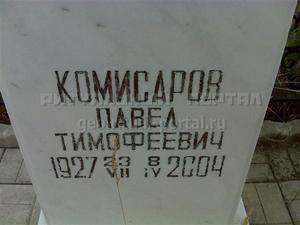 КОМИСАРОВ
ПАВЕЛ
ТИМОФЕЕВИЧ
1927 23 8 2004
VII IV